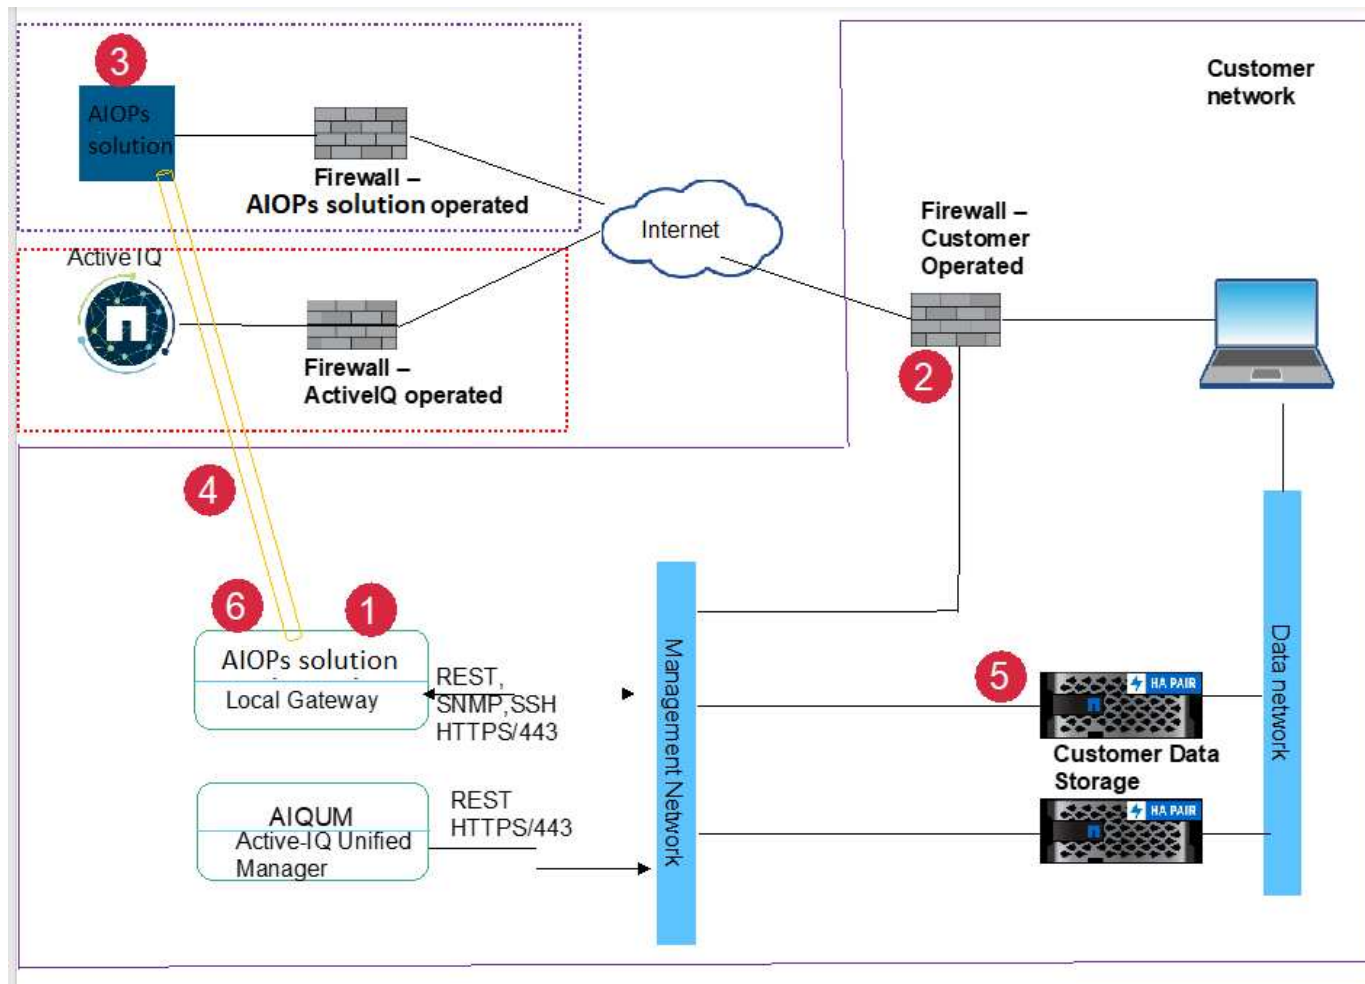 3
AIOPs
solution
Firewall –
AIOPs solution operated
Active IQ
Firewall –
ActiveIQ operated
Internet
Customer
network
Firewall –
Customer
Operated
2
4
6
1
AIOPs solution
Local Gateway
REST,
SNMP,SSH
HTTPS/443
AIQUM
Active-IQ Unified
Manager
REST
HTTPS/443
Management Network
5
HA PAIR
Customer Data
Storage
HA PAIR
Data network